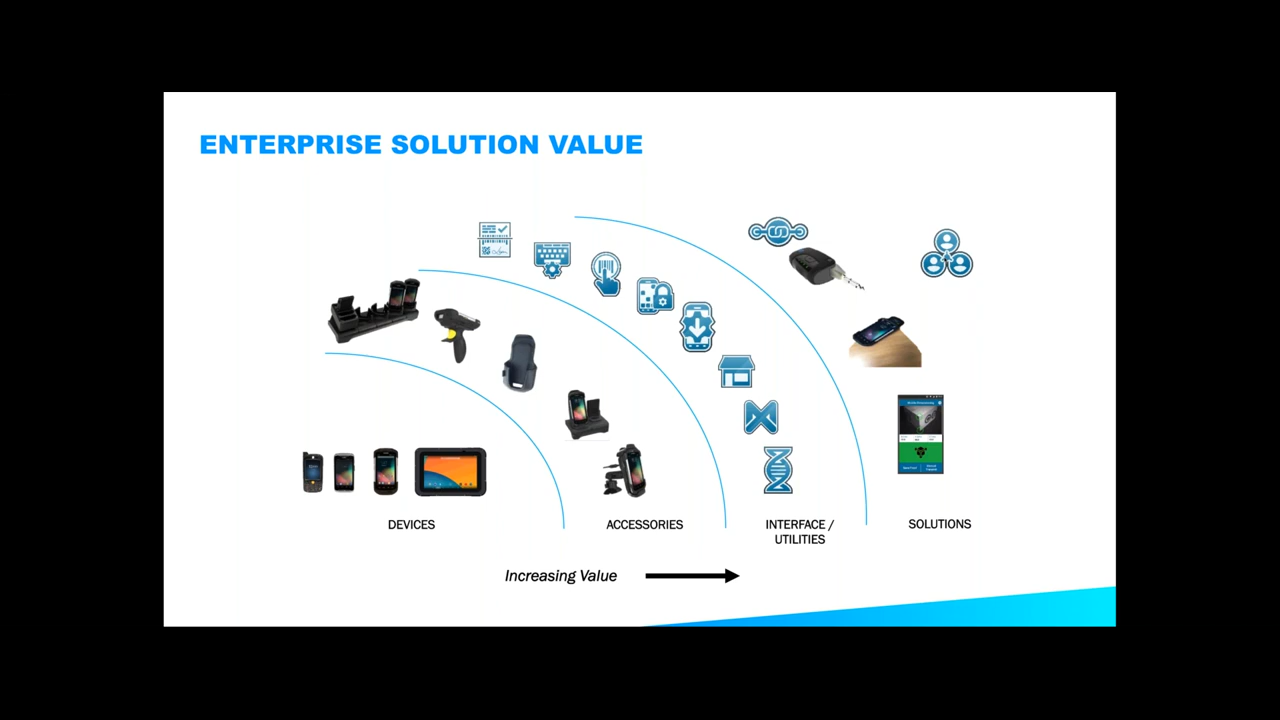 ENTERPRISE SOLUTION VALUE
DEVICES
ACCESSORIES
INTERFACE /
UTILITIES
SOLUTIONS
Increasing Value